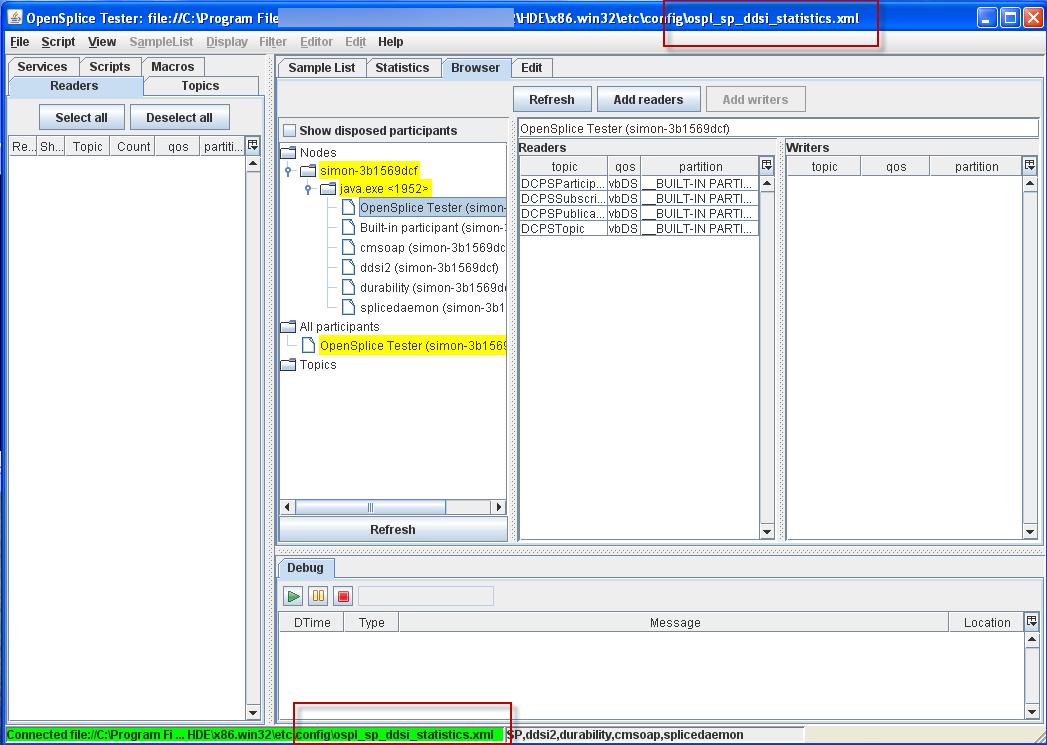 OpenSplice Tester: file://C:\Program File \HDE\x86.win32\etc\config\ospl_sp_ddsi_statistics.xml
File Script View SampleList Display Filter Editor Edit Help
Services Scripts Macros
Readers Topics
Select all Deselect all
Re... Sh... Topic Count qos partiti...
Sample List Statistics Browser Edit
Refresh Add readers Add writers
Show disposed participants
Nodes
simon-3b1569dcf
java.exe <1952>
OpenSplice Tester (simon-
Built-in participant (simon-
cmsoap (simon-3b1569dc
ddsi2 (simon-3b1569dcf)
durability (simon-3b1569d
splicedaemon (simon-3b1
All participants
OpenSplice Tester (simon-3b156
Topics
Refresh
OpenSplice Tester (simon-3b1569dcf)
Readers
topic qos partition
DCPSParticip... vbDS __BUILT-IN PARTI...
DCPSSubscri... vbDS __BUILT-IN PARTI...
DCPSPublica... vbDS __BUILT-IN PARTI...
DCPSTopic vbDS __BUILT-IN PARTI...
Writers
topic qos partition
Debug
DTime Type Message Location
Connected file://C:\Program Fi ... HDE\x86.win32\etc\config\ospl_sp_ddsi_statistics.xml SP,ddsi2,durability,cmsoap,splicedaemon